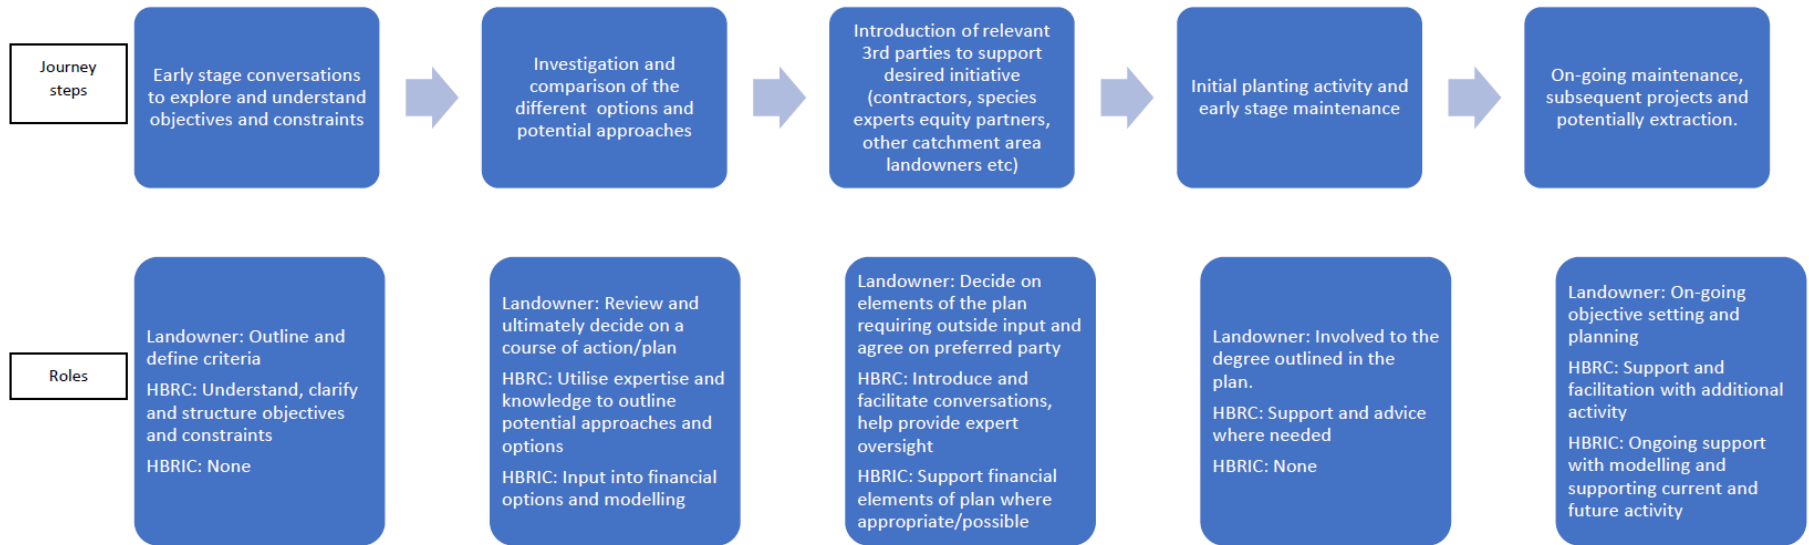 Journey
steps
Early stage conversations
to explore and understand
objectives and constraints
Investigation and
comparison of the
different options and
potential approaches
Introduction of relevant
3rd parties to support
desired initiative
(contractors, species
experts equity partners,
other catchment area
landowners etc)
Initial planting activity and
early stage maintenance
On-going maintenance,
subsequent projects and
potentially extraction.
Roles
Landowner: Outline and
define criteria
HBRC: Understand, clarify
and structure objectives
and constraints
HBRIC: None
Landowner: Review and
ultimately decide on a
course of action/plan
HBRC: Utilise expertise and
knowledge to outline
potential approaches and
options
HBRIC: Input into financial
options and modelling
Landowner: Decide on
elements of the plan
requiring outside input and
agree on preferred party
HBRC: Introduce and
facilitate conversations,
help provide expert
oversight
HBRIC: Support financial
elements of plan where
appropriate/possible
Landowner: Involved to the
degree outlined in the
plan.
HBRC: Support and advice
where needed
HBRIC: None
Landowner: On-going
objective setting and
planning
HBRC: Support and
facilitation with additional
activity
HBRIC: Ongoing support
with modelling and
supporting current and
future activity